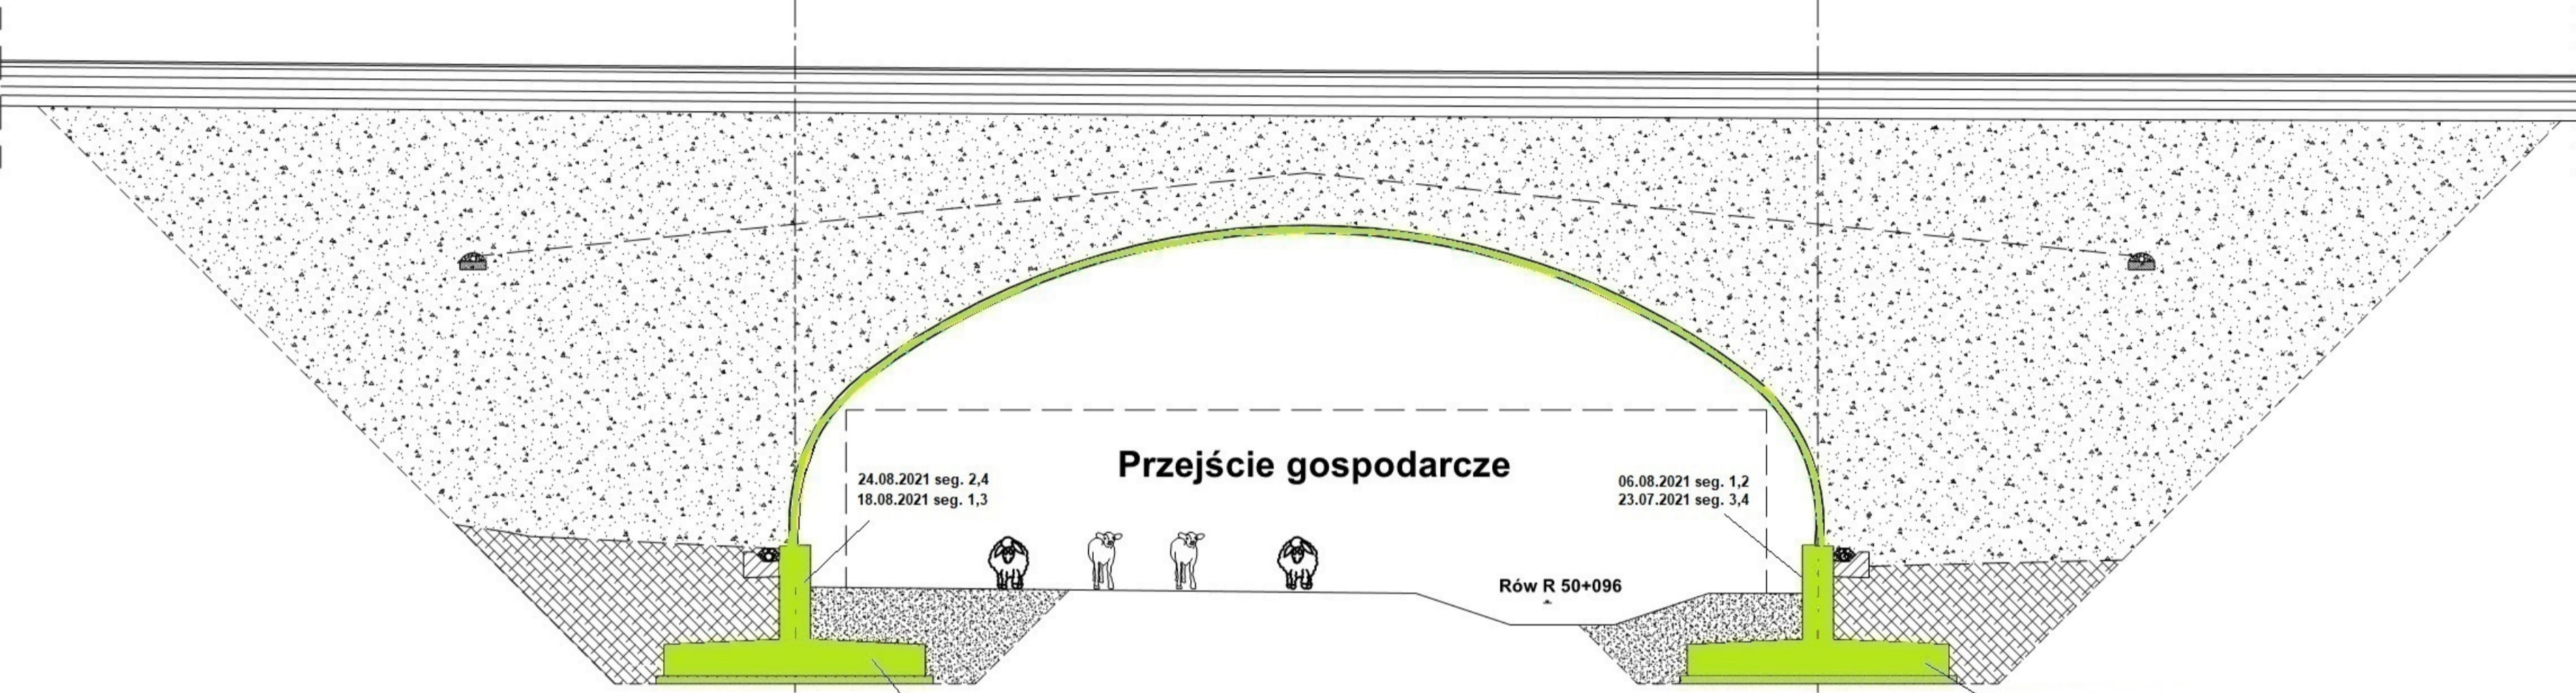 Przejście gospodarcze
24.08.2021 seg. 2,4
18.08.2021 seg. 1,3
06.08.2021 seg. 1,2
23.07.2021 seg. 3,4
Rów R 50+096